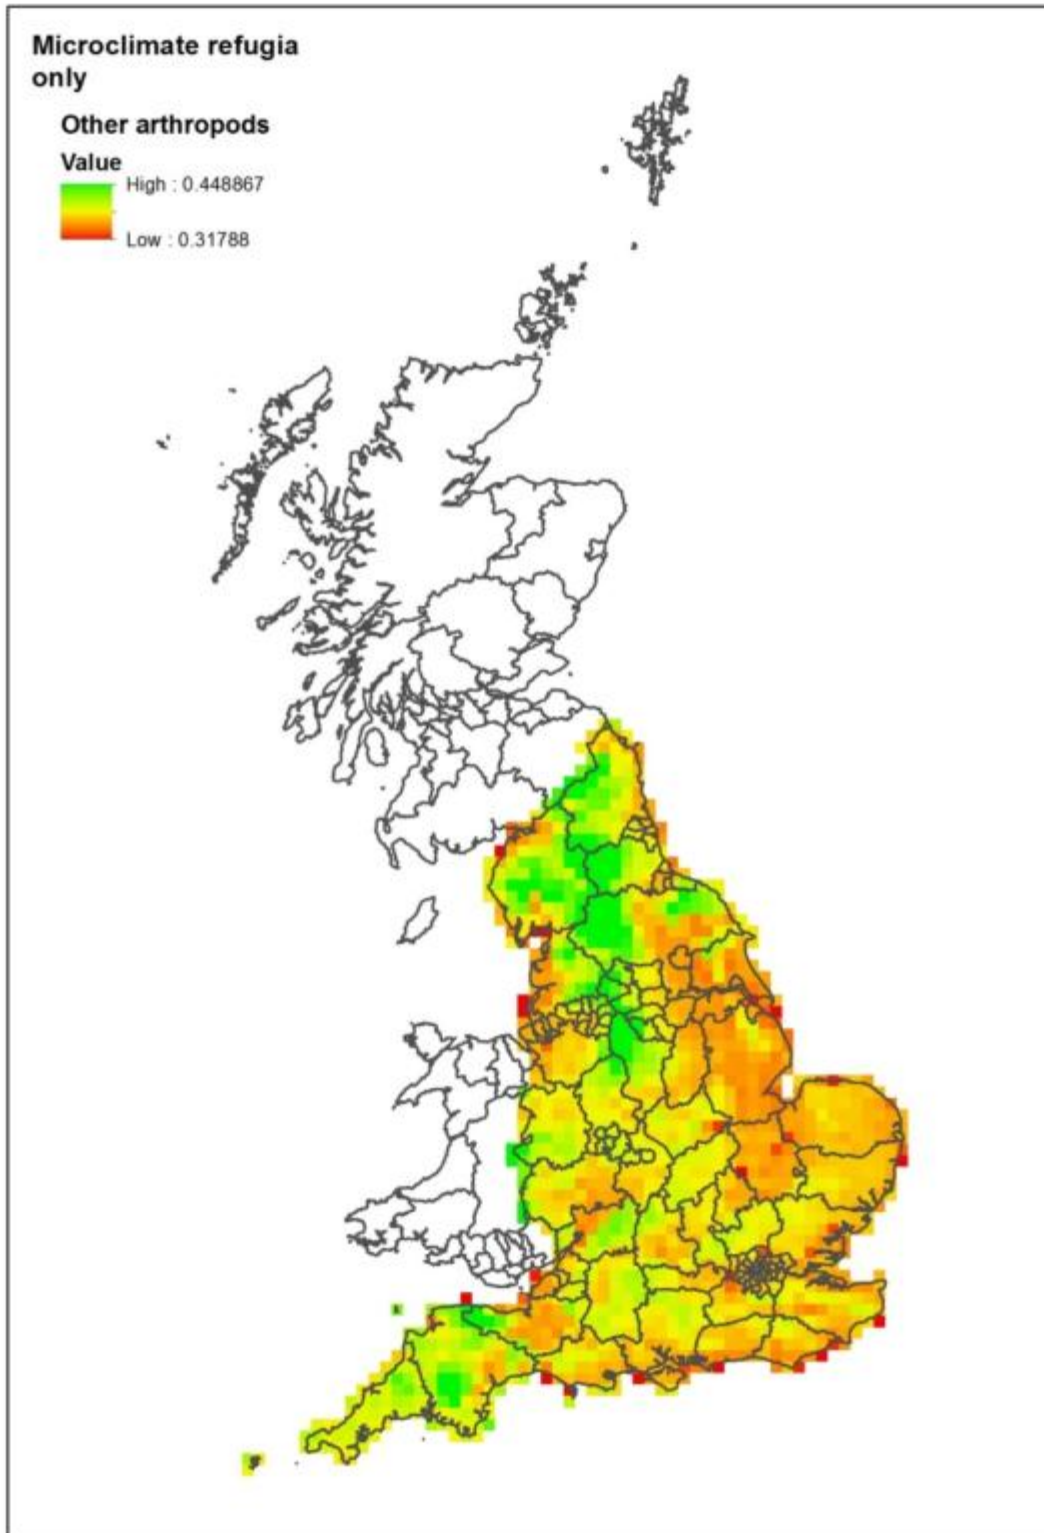 Microclimate refugia
only
Other arthropods
Value
High : 0.448867
Low : 0.31788